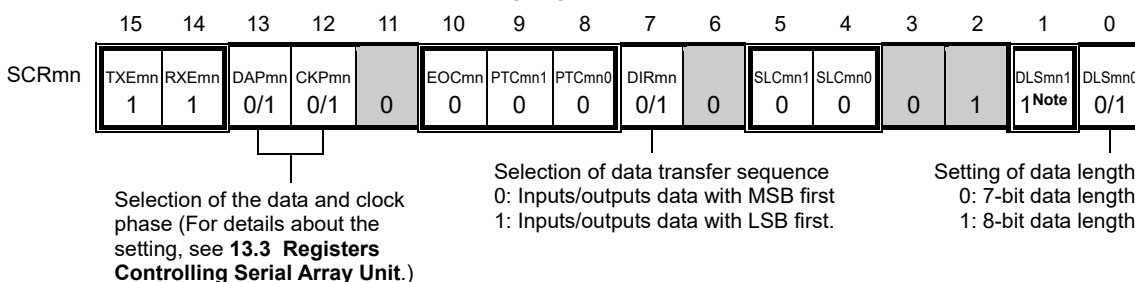 15 14 13 12 11 10 9 8 7 6 5 4 3 2 1 0
SCRmn TXEmn RXEmn DAPmn CKPmn EOCmn PTCmn1 PTCmn0 DIRmn SLCmn1 SLCmn0 DLSmn1 DLSmn0
1 1 0/1 0/1 0 0 0 0 0/1 0 0 0 0 1 1 Note 0/1
Selection of data transfer sequence
0: Inputs/outputs data with MSB first
1: Inputs/outputs data with LSB first.
Setting of data length
0: 7-bit data length
1: 8-bit data length
Selection of the data and clock
phase (For details about the
setting, see 13.3 Registers
Controlling Serial Array Unit.)